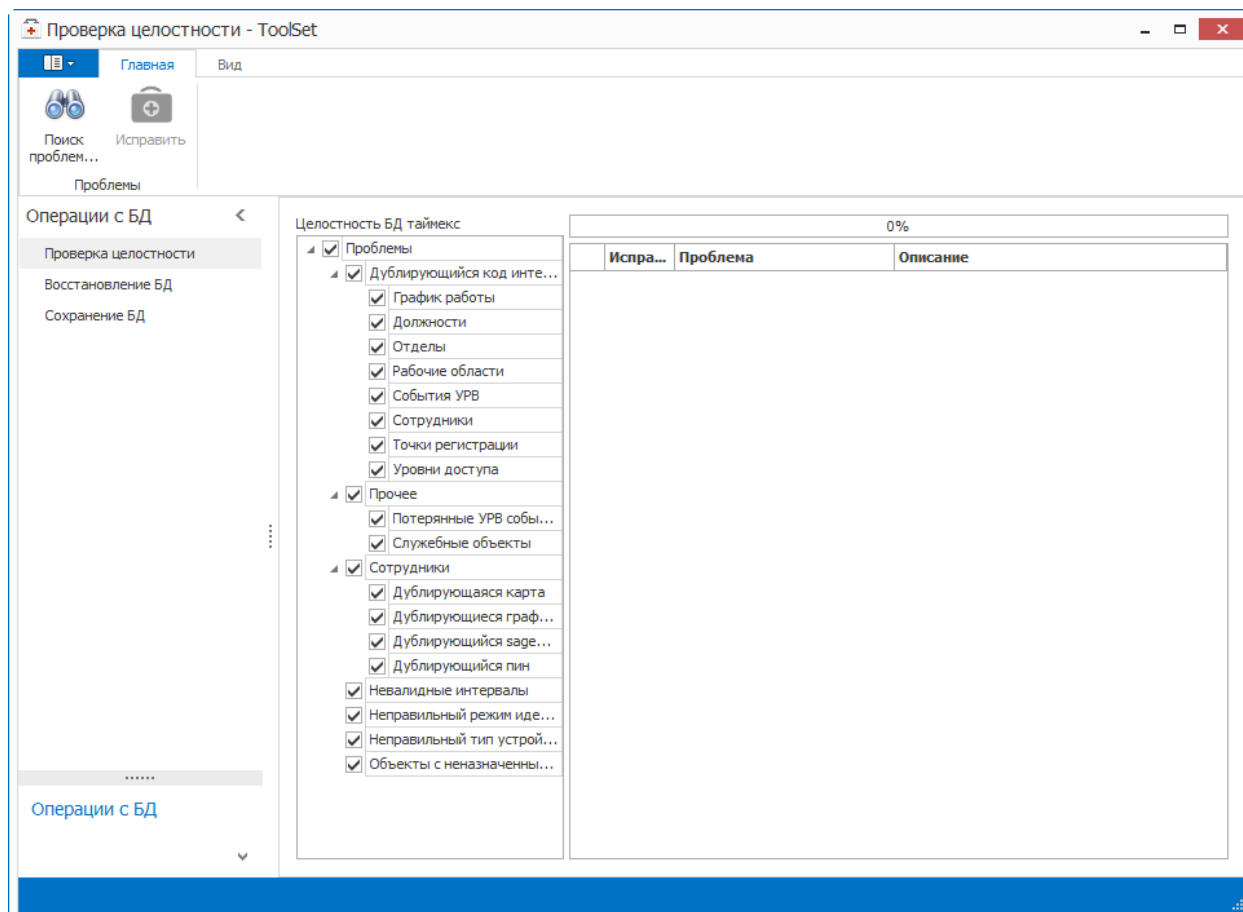 Проверка целостности - ToolSet
Главная
Вид
Поиск
проблем...
Исправить
Проблемы
Операции с БД
Проверка целостности
Восстановление БД
Сохранение БД
Операции с БД
Целостность БД таймекс
Проблемы
Дублирующийся код инте...
График работы
Должности
Отделы
Рабочие области
События УРВ
Сотрудники
Точки регистрации
Уровни доступа
Прочее
Потерянные УРВ собы...
Служебные объекты
Сотрудники
Дублирующаяся карта
Дублирующиеся граф...
Дублирующийся sage...
Дублирующийся пин
Невалидные интервалы
Неправильный режим иде...
Неправильный тип устрой...
Объекты с неназначенны...
0%
Испра... Проблема Описание